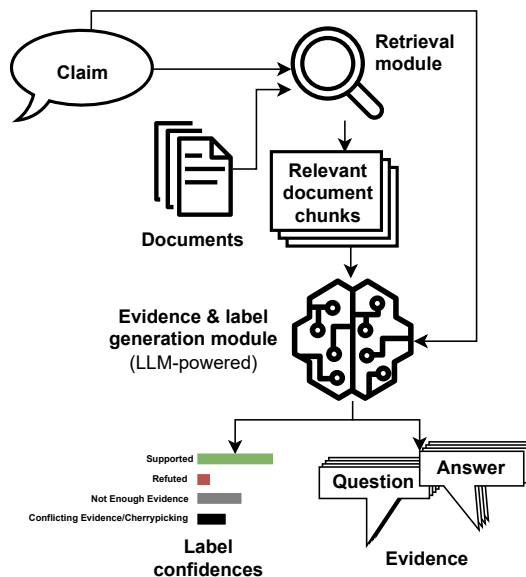 Claim
Retrieval
module
Documents
Relevant
document
chunks
Evidence & label
generation module
(LLM-powered)
Supported
Refuted
Not Enough Evidence
Conflicting Evidence/Cherrypicking
Label
confidences
Question
Answer
Evidence